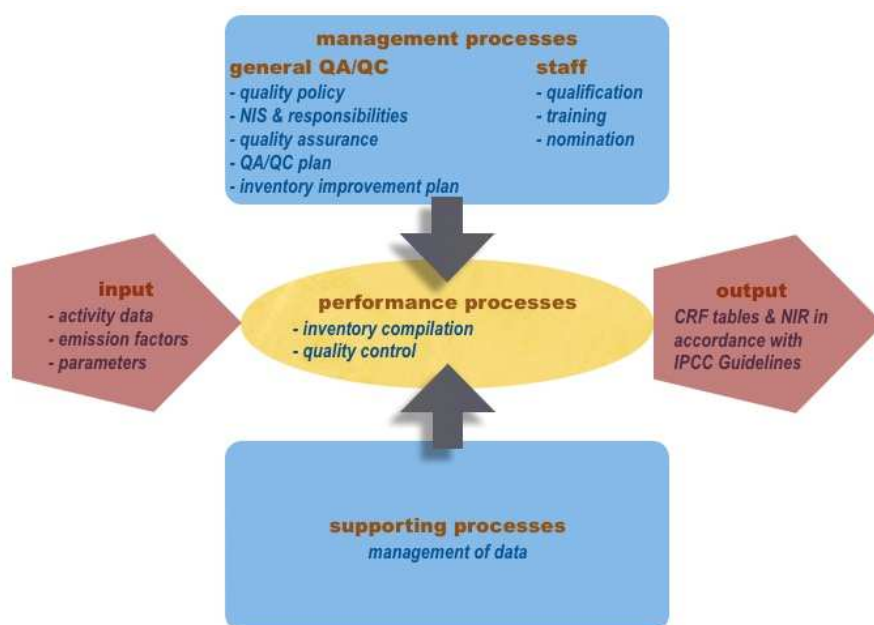 management processes
general QA/QC
- quality policy
- NIS & responsibilities
- quality assurance
- QA/QC plan
- inventory improvement plan
staff
- qualification
- training
- nomination
input
- activity data
- emission factors
- parameters
performance processes
- inventory compilation
- quality control
output
CRF tables & NIR in
accordance with
IPCC Guidelines
supporting processes
management of data